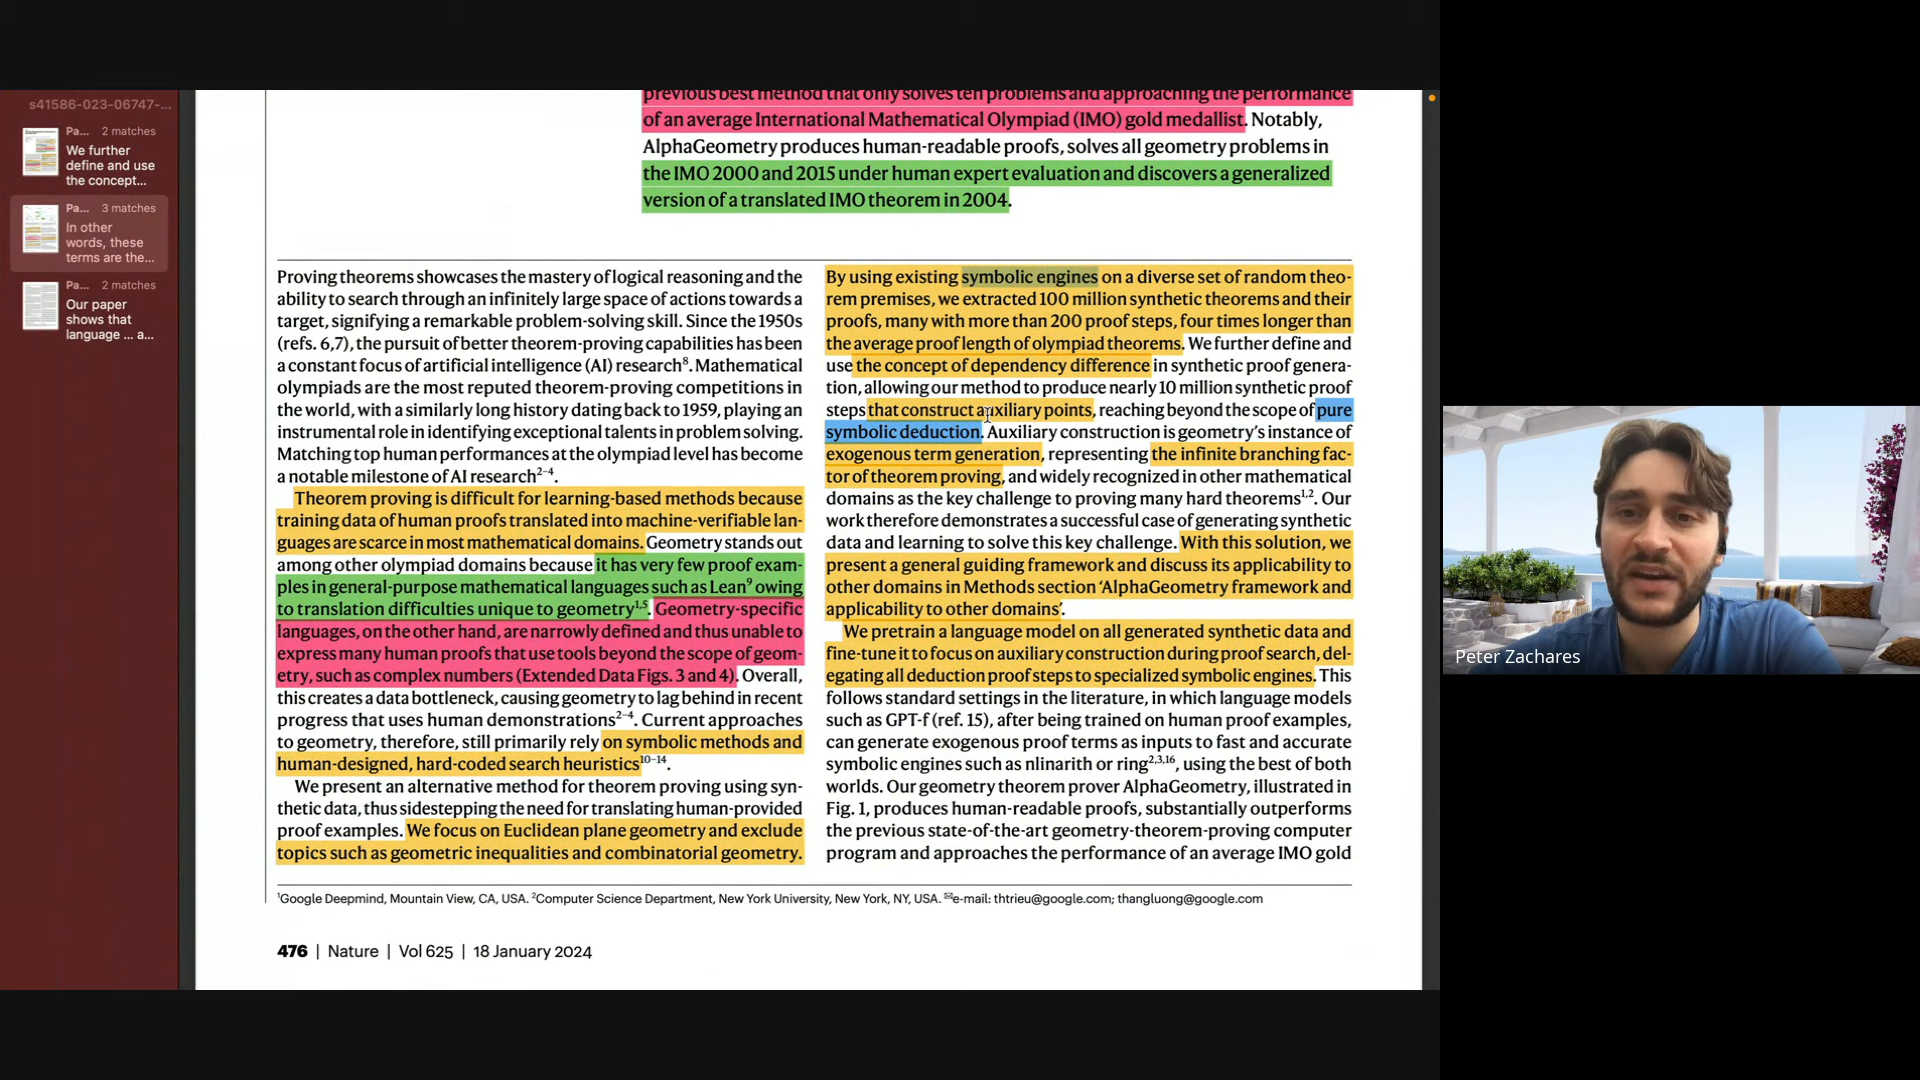 s41586-023-06747-...
Pa... 2 matches
We further
define and use
the concept...
Pa... 3 matches
In other
words, these
terms are the...
Pa... 2 matches
Our paper
shows that
language ... a...
previous best method that only solves ten problems and approaching the performance
of an average International Mathematical Olympiad (IMO) gold medallist. Notably,
AlphaGeometry produces human-readable proofs, solves all geometry problems in
the IMO 2000 and 2015 under human expert evaluation and discovers a generalized
version of a translated IMO theorem in 2004.
Proving theorems showcases the mastery of logical reasoning and the
ability to search through an infinitely large space of actions towards a
target, signifying a remarkable problem-solving skill. Since the 1950s
(refs. 6,7), the pursuit of better theorem-proving capabilities has been
a constant focus of artificial intelligence (AI) research⁸. Mathematical
olympiads are the most reputed theorem-proving competitions in
the world, with a similarly long history dating back to 1959, playing an
instrumental role in identifying exceptional talents in problem solving.
Matching top human performances at the olympiad level has become
a notable milestone of AI research²⁻⁴.
Theorem proving is difficult for learning-based methods because
training data of human proofs translated into machine-verifiable lan-
guages are scarce in most mathematical domains. Geometry stands out
among other olympiad domains because it has very few proof exam-
ples in general-purpose mathematical languages such as Lean⁹ owing
to translation difficulties unique to geometry¹,⁵. Geometry-specific
languages, on the other hand, are narrowly defined and thus unable to
express many human proofs that use tools beyond the scope of geom-
etry, such as complex numbers (Extended Data Figs. 3 and 4). Overall,
this creates a data bottleneck, causing geometry to lag behind in recent
progress that uses human demonstrations²⁻⁴. Current approaches
to geometry, therefore, still primarily rely on symbolic methods and
human-designed, hard-coded search heuristics¹⁰⁻¹⁴.
We present an alternative method for theorem proving using syn-
thetic data, thus sidestepping the need for translating human-provided
proof examples. We focus on Euclidean plane geometry and exclude
topics such as geometric inequalities and combinatorial geometry.
By using existing symbolic engines on a diverse set of random theo-
rem premises, we extracted 100 million synthetic theorems and their
proofs, many with more than 200 proof steps, four times longer than
the average proof length of olympiad theorems. We further define and
use the concept of dependency difference in synthetic proof genera-
tion, allowing our method to produce nearly 10 million synthetic proof
steps that construct auxiliary points, reaching beyond the scope of pure
symbolic deduction. Auxiliary construction is geometry's instance of
exogenous term generation, representing the infinite branching fac-
tor of theorem proving, and widely recognized in other mathematical
domains as the key challenge to proving many hard theorems¹,². Our
work therefore demonstrates a successful case of generating synthetic
data and learning to solve this key challenge. With this solution, we
present a general guiding framework and discuss its applicability to
other domains in Methods section 'AlphaGeometry framework and
applicability to other domains'.
We pretrain a language model on all generated synthetic data and
fine-tune it to focus on auxiliary construction during proof search, del-
egating all deduction proof steps to specialized symbolic engines. This
follows standard settings in the literature, in which language models
such as GPT-f (ref. 15), after being trained on human proof examples,
can generate exogenous proof terms as inputs to fast and accurate
symbolic engines such as nlinarith or ring²,³,¹⁶, using the best of both
worlds. Our geometry theorem prover AlphaGeometry, illustrated in
Fig. 1, produces human-readable proofs, substantially outperforms
the previous state-of-the-art geometry-theorem-proving computer
program and approaches the performance of an average IMO gold
¹Google Deepmind, Mountain View, CA, USA. ²Computer Science Department, New York University, New York, NY, USA. ✉e-mail: thtrieu@google.com; thangluong@google.com
476 | Nature | Vol 625 | 18 January 2024
Peter Zachares